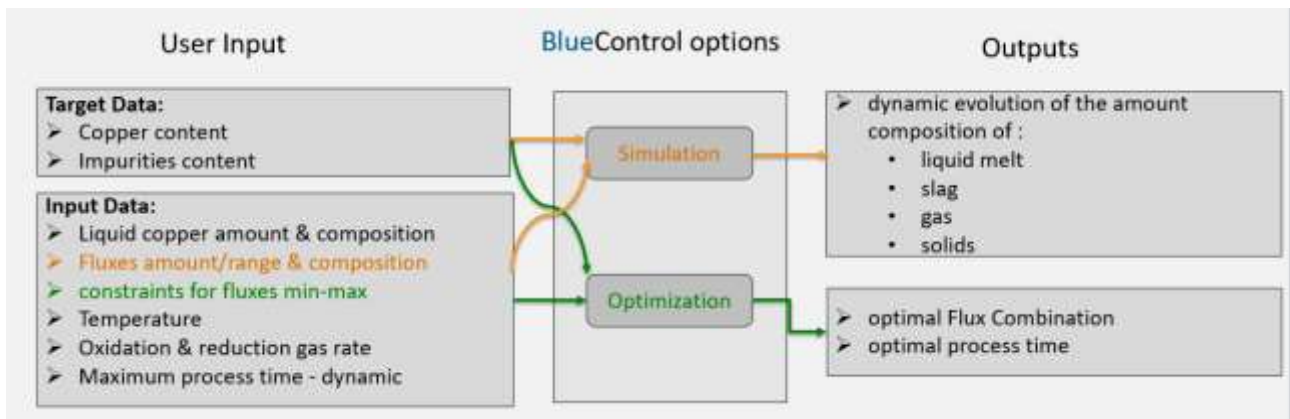 User Input
BlueControl options
Outputs
Target Data:
➢ Copper content
➢ Impurities content
Input Data:
➢ Liquid copper amount & composition
➢ Fluxes amount/range & composition
➢ constraints for fluxes min-max
➢ Temperature
➢ Oxidation & reduction gas rate
➢ Maximum process time - dynamic
Simulation
Optimization
➢ dynamic evolution of the amount
composition of :
• liquid melt
• slag
• gas
• solids
➢ optimal Flux Combination
➢ optimal process time